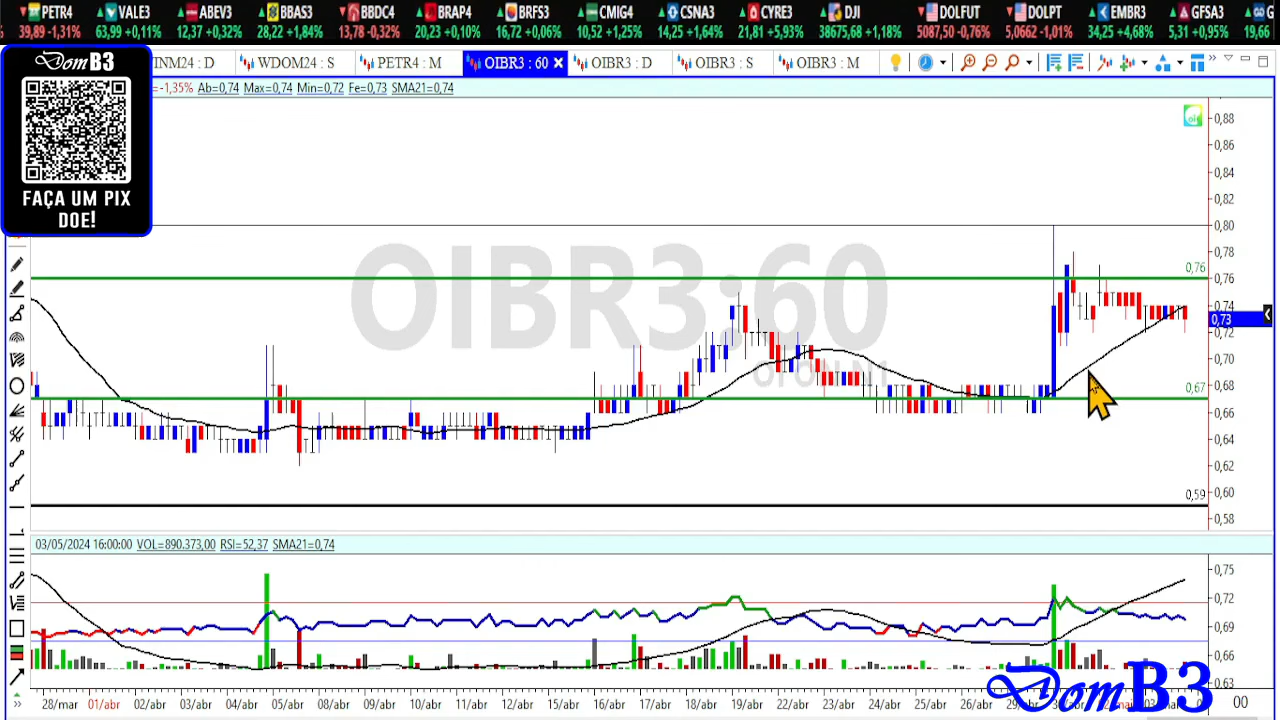 PETR4 VALE3 ABEV3 BBAS3 BBDC4 BRAP4 BRFS3 CMIG4 CSNA3 CYRE3 DJI DOLFUT DOLPT EMBR3 GFSA3 G
39,89 -1,31% 63,99 +0,11% 12,37 +0,32% 28,22 +1,84% 13,78 -0,32% 20,23 +0,10% 16,72 +0,06% 10,52 +1,25% 14,25 +1,64% 21,81 +5,93% 38675,68 +1,18% 5087,50 -0,76% 5,0662 -1,01% 34,25 +4,68% 5,31 +0,95% 19,66
DomB3
FAÇA UM PIX
DOE!
INM24 : D WDOM24 : S PETR4 : M OIBR3 : 60 OIBR3 : D OIBR3 : S OIBR3 : M
-1,35% Ab=0,74 Max=0,74 Min=0,72 Fe=0,73 SMA21=0,74
OIBR3:60
OI ON N1
oi
0,88
0,86
0,84
0,82
0,80
0,78
0,76
0,76
0,74
0,73
0,72
0,70
0,68
0,67
0,66
0,64
0,62
0,59
0,60
0,58
03/05/2024 16:00:00 VOL=890.373,00 RSI=52,37 SMA21=0,74
0,75
0,72
0,69
0,66
0,63
28/mar 01/abr 02/abr 03/abr 04/abr 05/abr 08/abr 09/abr 10/abr 11/abr 12/abr 15/abr 16/abr 17/abr 18/abr 19/abr 22/abr 23/abr 24/abr 25/abr 26/abr 29/abr 00
DomB3